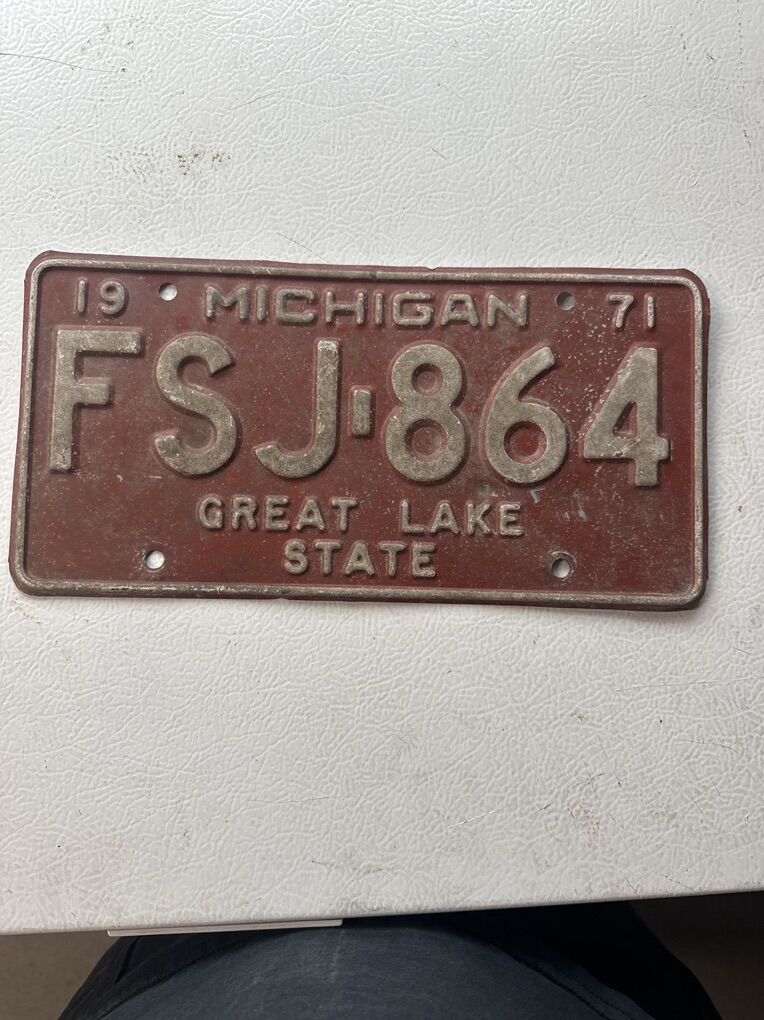 19 MICHIGAN 71
FSJ-864
GREAT LAKE
STATE